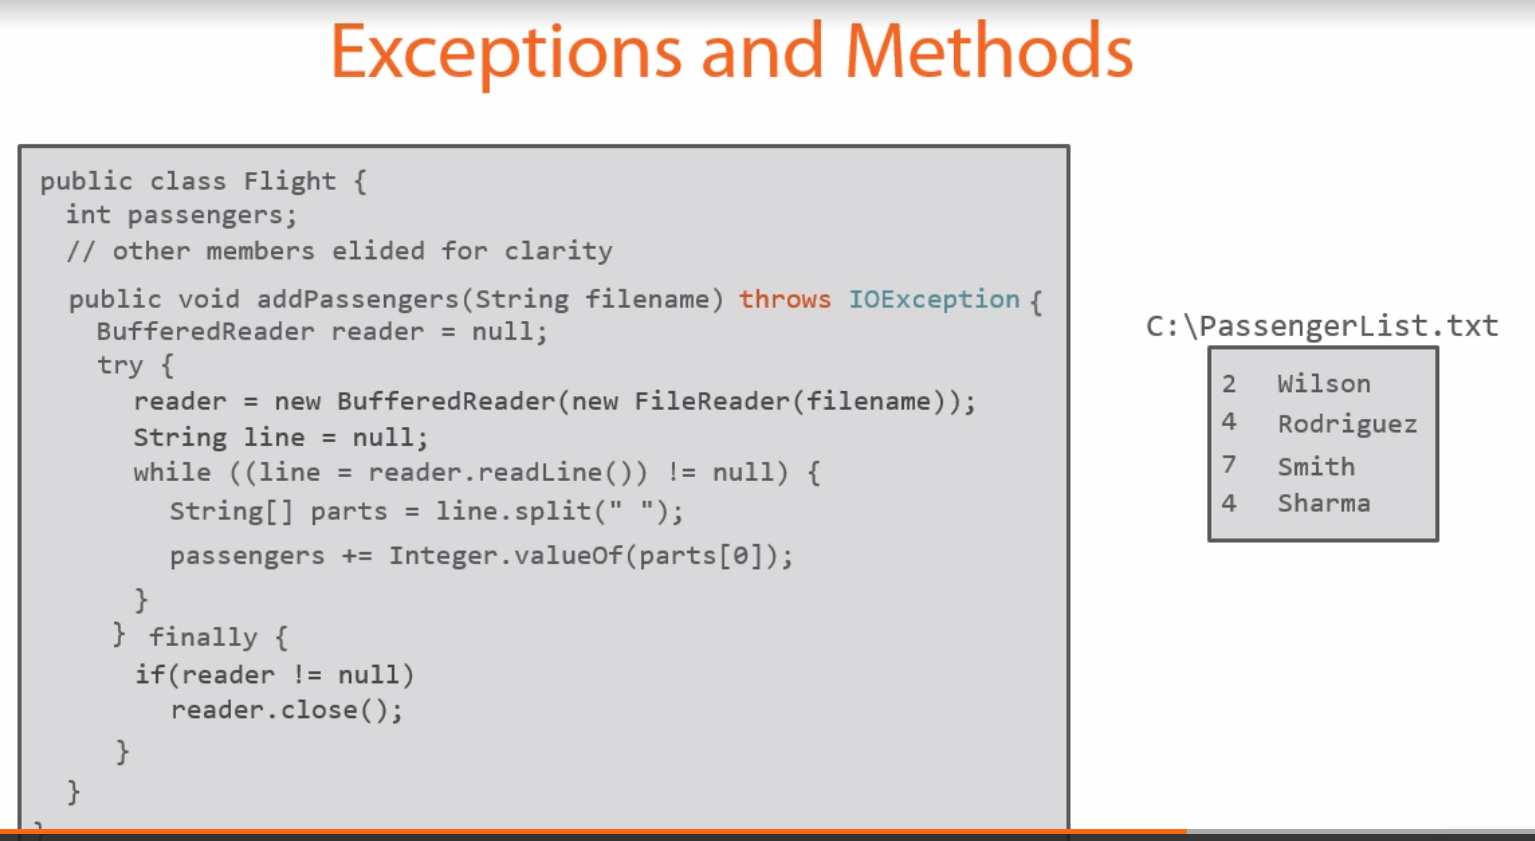 Exceptions and Methods
public class Flight {
int passengers;
// other members elided for clarity
public void addPassengers(String filename) throws IOException {
BufferedReader reader = null;
try {
reader = new BufferedReader(new FileReader(filename));
String line = null;
while ((line = reader.readLine()) != null) {
String[] parts = line.split(" ");
passengers += Integer.valueOf(parts[0]);
}
} finally {
if(reader != null)
reader.close();
}
}
}
C:\PassengerList.txt
2 Wilson
4 Rodriguez
7 Smith
4 Sharma